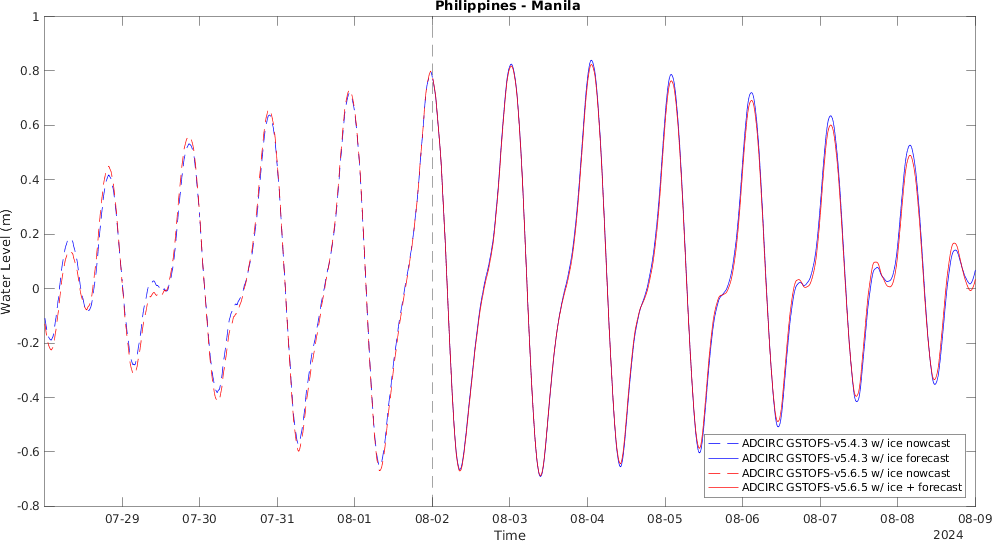 Philippines - Manila
1
0.8
0.6
0.4
0.2
0
-0.2
-0.4
-0.6
-0.8
Water Level (m)
ADCIRC GSTOFS-v5.4.3 w/ ice nowcast
ADCIRC GSTOFS-v5.4.3 w/ ice forecast
ADCIRC GSTOFS-v5.6.5 w/ ice nowcast
ADCIRC GSTOFS-v5.6.5 w/ ice + forecast
07-29 07-30 07-31 08-01 08-02 08-03 08-04 08-05 08-06 08-07 08-08 08-09
Time
2024